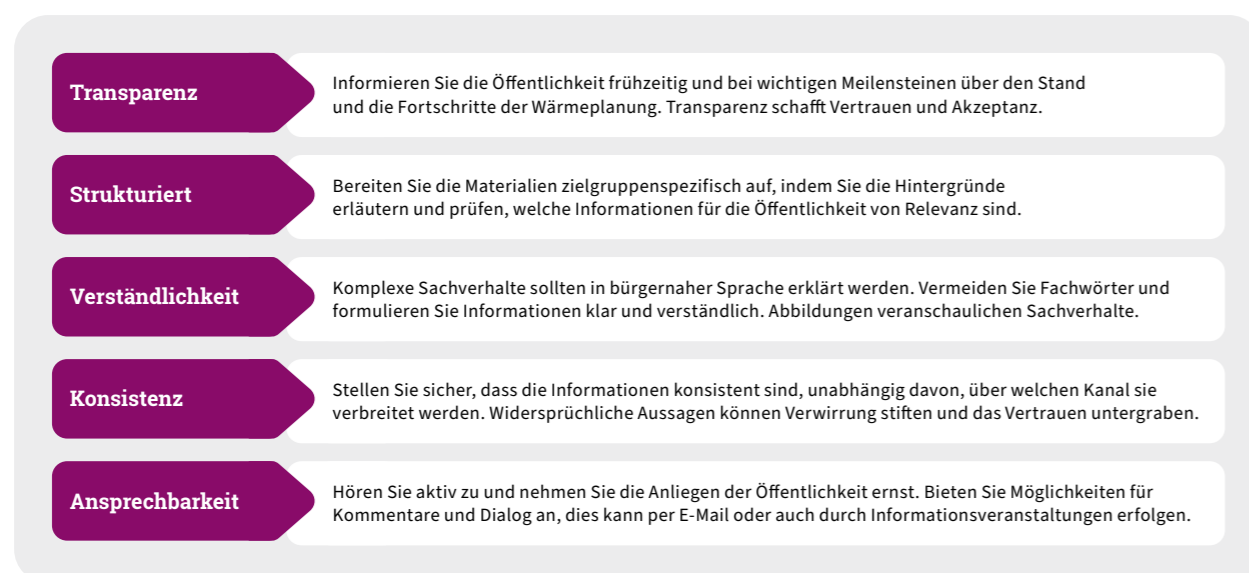 Transparenz
Informieren Sie die Öffentlichkeit frühzeitig und bei wichtigen Meilensteinen über den Stand
und die Fortschritte der Wärmeplanung. Transparenz schafft Vertrauen und Akzeptanz.
Strukturiert
Bereiten Sie die Materialien zielgruppenspezifisch auf, indem Sie die Hintergründe
erläutern und prüfen, welche Informationen für die Öffentlichkeit von Relevanz sind.
Verständlichkeit
Komplexe Sachverhalte sollten in bürgernaher Sprache erklärt werden. Vermeiden Sie Fachwörter und
formulieren Sie Informationen klar und verständlich. Abbildungen veranschaulichen Sachverhalte.
Konsistenz
Stellen Sie sicher, dass die Informationen konsistent sind, unabhängig davon, über welchen Kanal sie
verbreitet werden. Widersprüchliche Aussagen können Verwirrung stiften und das Vertrauen untergraben.
Ansprechbarkeit
Hören Sie aktiv zu und nehmen Sie die Anliegen der Öffentlichkeit ernst. Bieten Sie Möglichkeiten für
Kommentare und Dialog an, dies kann per E-Mail oder auch durch Informationsveranstaltungen erfolgen.